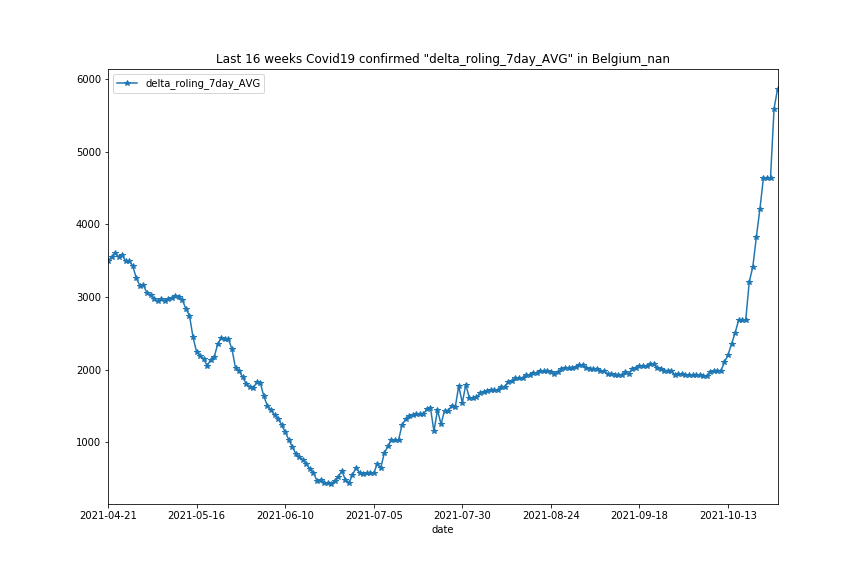 Last 16 weeks Covid19 confirmed "delta_roling_7day_AVG" in Belgium_nan
delta_roling_7day_AVG
6000
5000
4000
3000
2000
1000
2021-04-21 2021-05-16 2021-06-10 2021-07-05 2021-07-30 2021-08-24 2021-09-18 2021-10-13
date